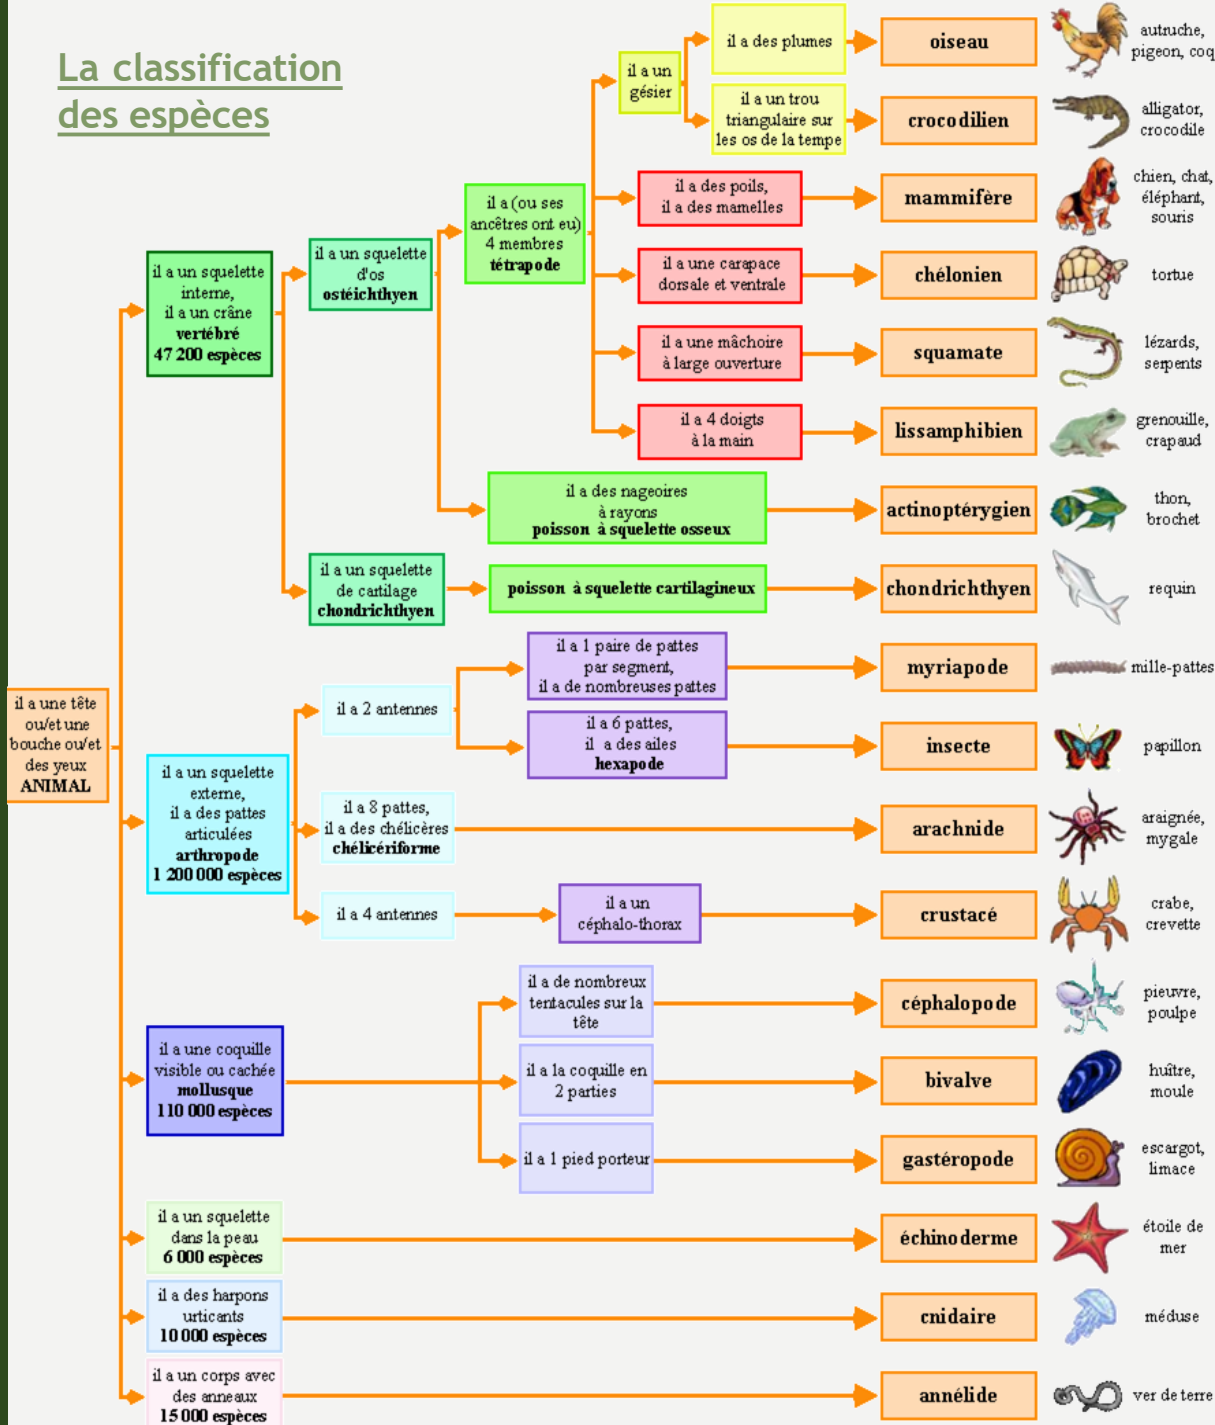 La classification
des espèces
il a une tête
ou/et une
bouche ou/et
des yeux
ANIMAL
il a un squelette
interne,
il a un crâne
vertébré
47 200 espèces
il a un squelette
d'os
ostéichthyen
il a (ou ses
ancêtres ont eu)
4 membres
tétrapode
il a un
gésier
il a des plumes
oiseau
autruche,
pigeon, coq
il a un trou
triangulaire sur
les os de la tempe
crocodilien
alligator,
crocodile
il a des poils,
il a des mamelles
mammifère
chien, chat,
éléphant,
souris
il a une carapace
dorsale et ventrale
chélonien
tortue
il a une mâchoire
à large ouverture
squamate
lézards,
serpents
il a 4 doigts
à la main
lissamphibien
grenouille,
crapaud
il a des nageoires
à rayons
poisson à squelette osseux
actinoptérygien
thon,
brochet
il a un squelette
de cartilage
chondrichthyen
poisson à squelette cartilagineux
chondrichthyen
requin
il a un squelette
externe,
il a des pattes
articulées
arthropode
1 200 000 espèces
il a 2 antennes
il a 1 paire de pattes
par segment,
il a de nombreuses pattes
myriapode
mille-pattes
il a 6 pattes,
il a des ailes
hexapode
insecte
papillon
il a 8 pattes,
il a des chélicères
chélicériforme
arachnide
araignée,
mygale
il a 4 antennes
il a un
céphalo-thorax
crustacé
crabe,
crevette
il a une coquille
visible ou cachée
mollusque
110 000 espèces
il a de nombreux
tentacules sur la
tête
céphalopode
pieuvre,
poulpe
il a la coquille en
2 parties
bivalve
huître,
moule
il a 1 pied porteur
gastéropode
escargot,
limace
il a un squelette
dans la peau
6 000 espèces
échinoderme
étoile de
mer
il a des harpons
urticants
10 000 espèces
cnidaire
méduse
il a un corps avec
des anneaux
15 000 espèces
annélide
ver de terre